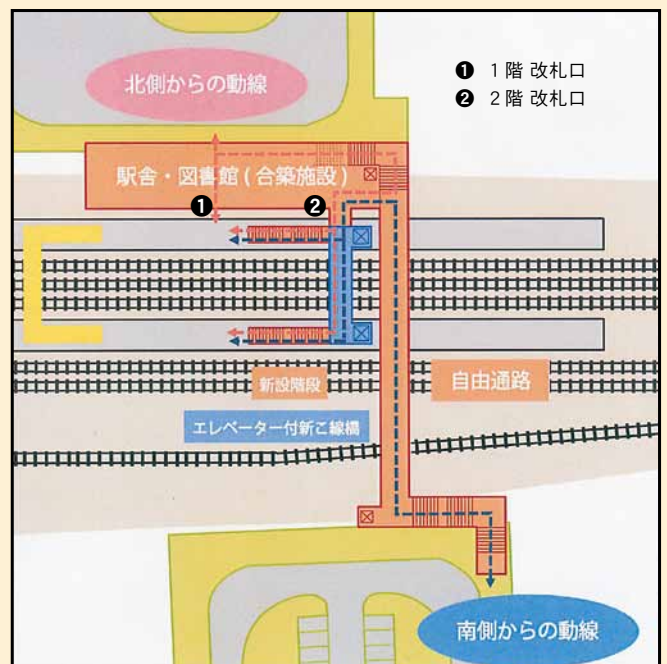 ❶ 1階 改札口
❷ 2階 改札口
北側からの動線
駅舎・図書館(合築施設)
❶
❷
新設階段
自由通路
エレベーター付新こ線橋
南側からの動線